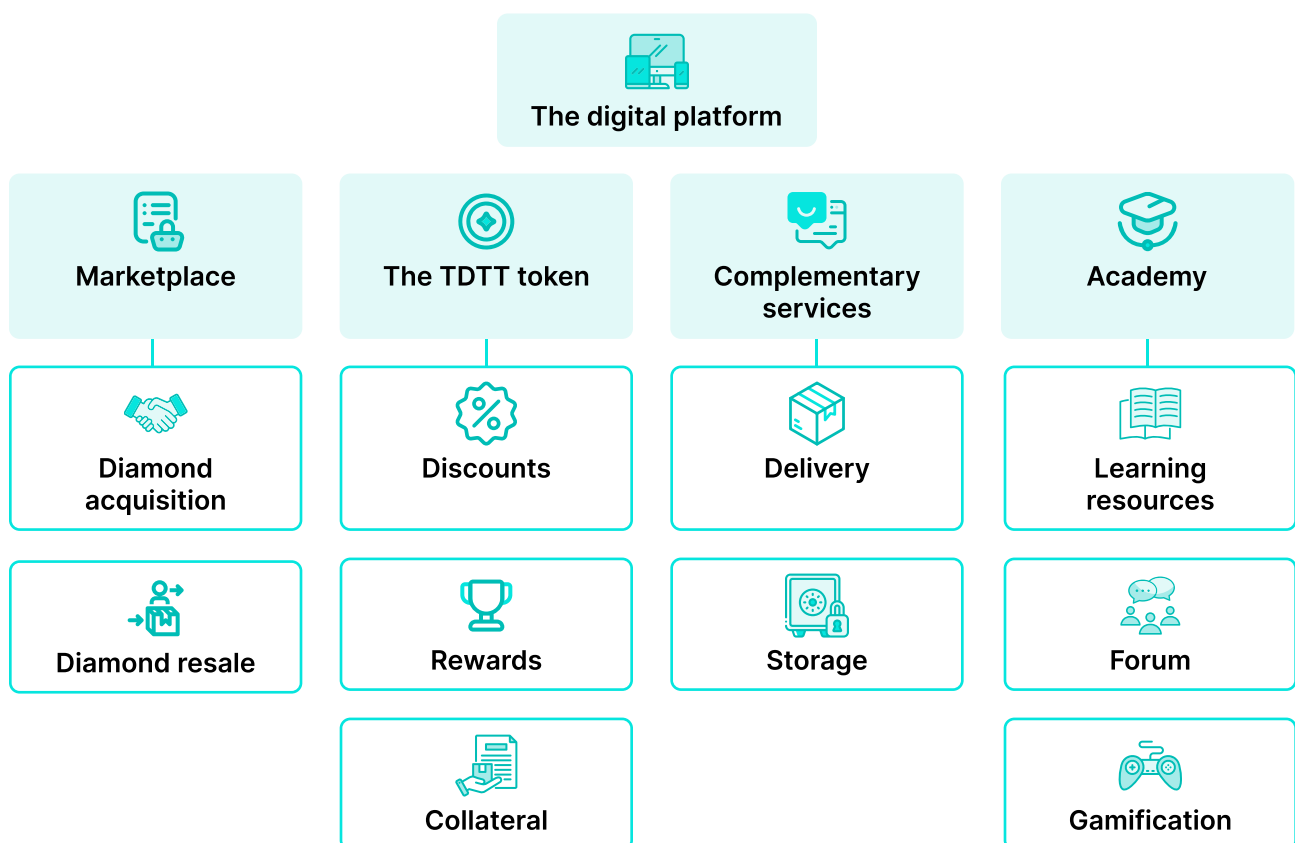 The digital platform
Marketplace
The TDTT token
Complementary
services
Academy
Diamond
acquisition
Discounts
Delivery
Learning
resources
Diamond resale
Rewards
Storage
Forum
Collateral
Gamification